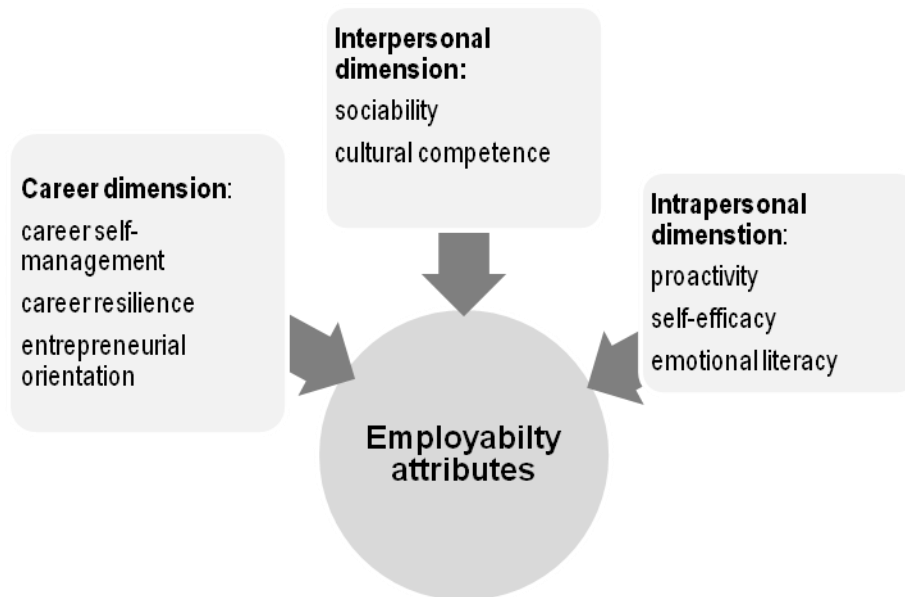 Interpersonal
dimension:
sociability
cultural competence
Career dimension:
career self-
management
career resilience
entrepreneurial
orientation
Intrapersonal
dimenstion:
proactivity
self-efficacy
emotional literacy
Employabilty
attributes